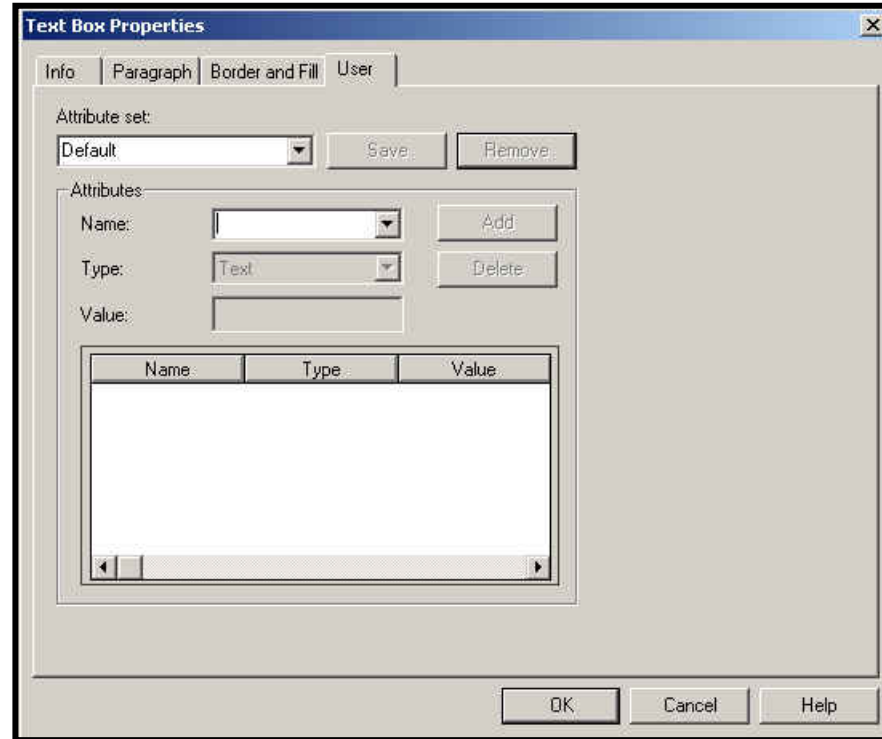 Text Box Properties
Info Paragraph Border and Fill User
Attribute set:
Default Save Remove
Attributes
Name: Add
Type: Text Delete
Value:
Name Type Value
OK Cancel Help